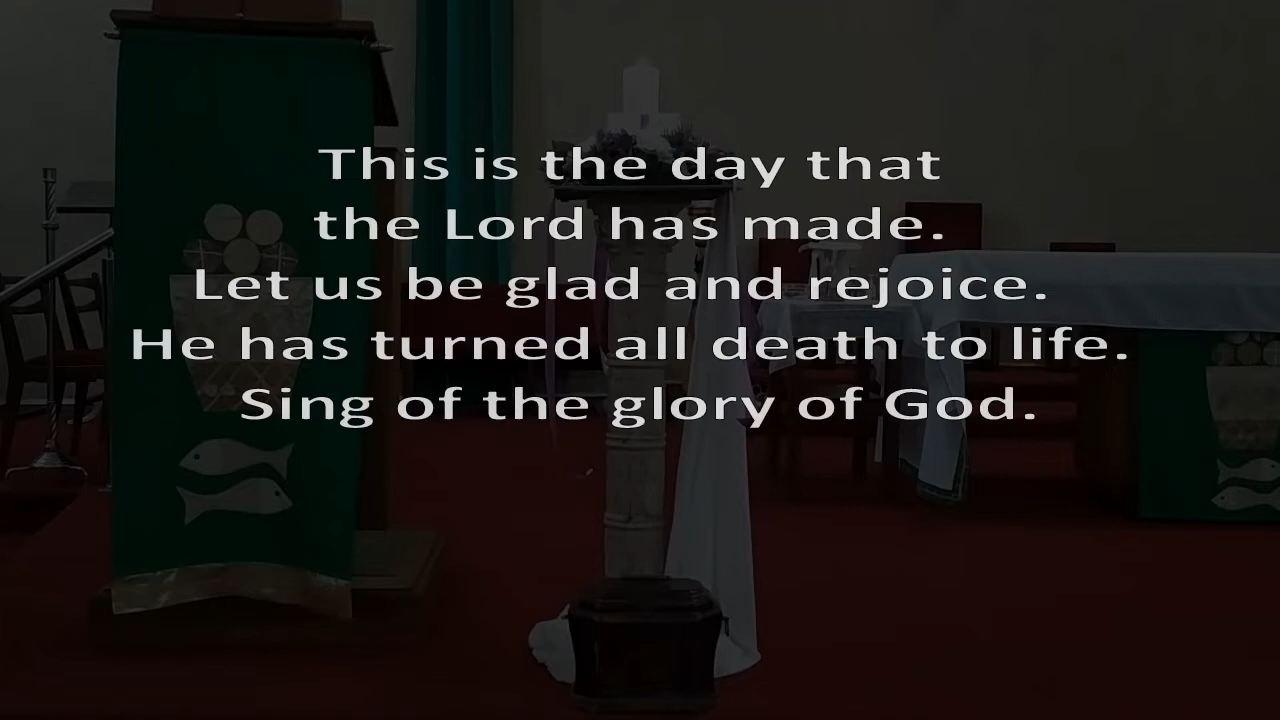 This is the day that
the Lord has made.
Let us be glad and rejoice.
He has turned all death to life.
Sing of the glory of God.